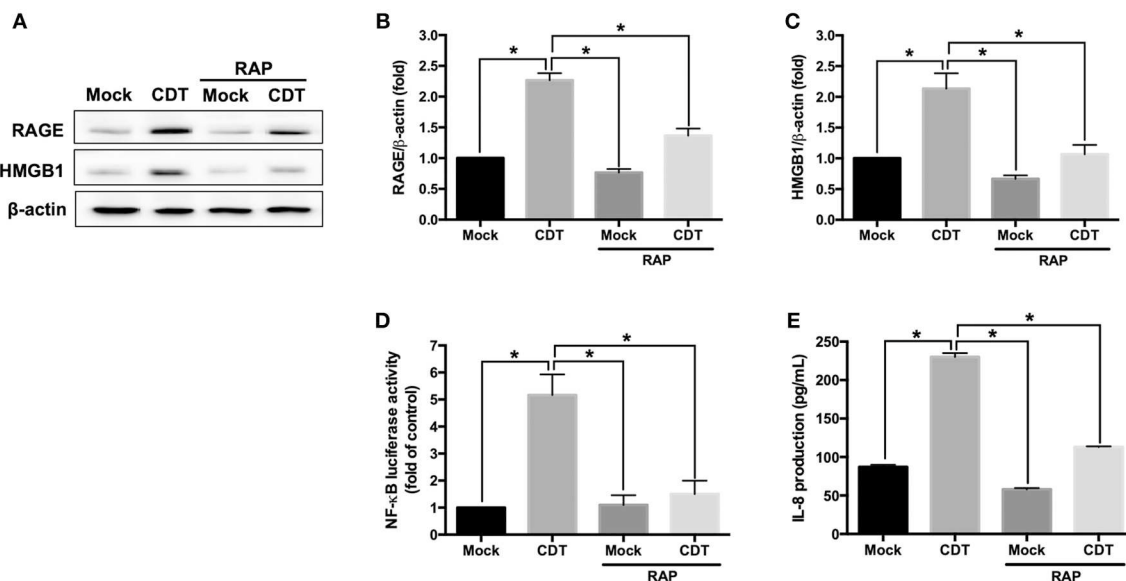 A
RAP
Mock CDT Mock CDT
RAGE
HMGB1
β-actin
B
RAGE/β-actin (fold)
3.0
2.5
2.0
1.5
1.0
0.5
0.0
* * *
Mock CDT Mock CDT
RAP
C
HMGB1/β-actin (fold)
3.0
2.5
2.0
1.5
1.0
0.5
0.0
* * *
Mock CDT Mock CDT
RAP
D
NF-κB luciferase activity
(fold of control)
7
6
5
4
3
2
1
0
* * *
Mock CDT Mock CDT
RAP
E
IL-8 production (pg/mL)
250
200
150
100
50
0
* * *
Mock CDT Mock CDT
RAP